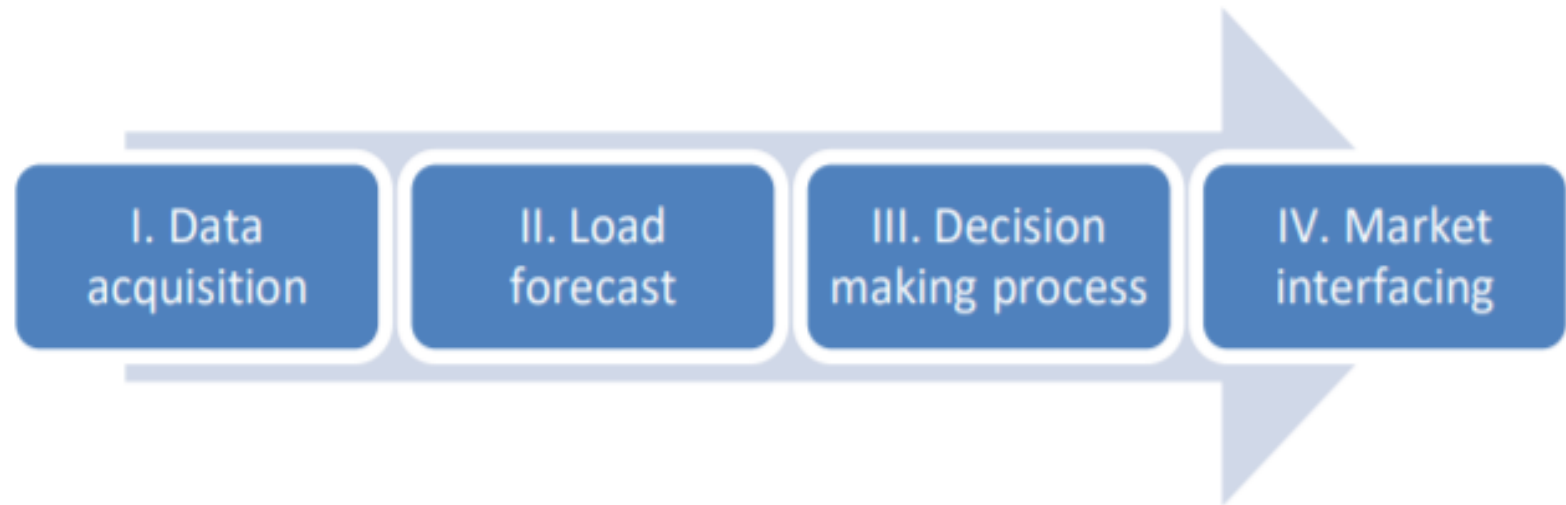 I. Data
acquisition
II. Load
forecast
III. Decision
making process
IV. Market
interfacing